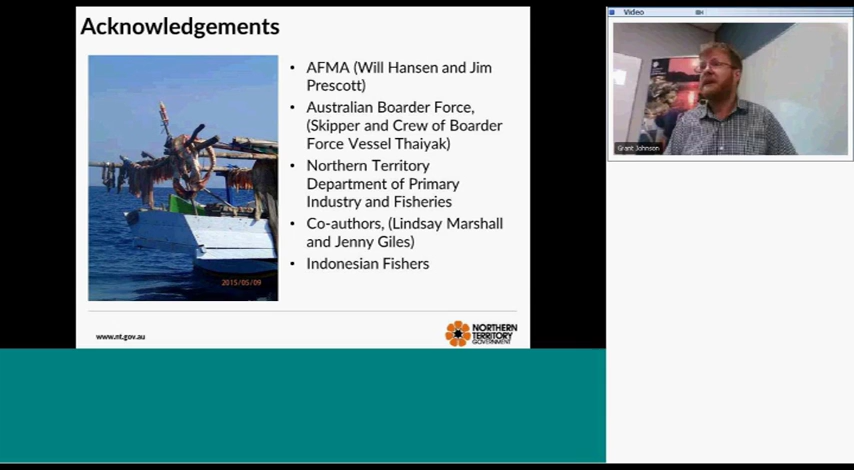 Acknowledgements
AFMA (Will Hansen and Jim
Prescott)
Australian Boarder Force,
(Skipper and Crew of Boarder
Force Vessel Thaiyak)
Northern Territory
Department of Primary
Industry and Fisheries
Co-authors, (Lindsay Marshall
and Jenny Giles)
Indonesian Fishers
2015/05/09
www.nt.gov.au
NORTHERN
TERRITORY
GOVERNMENT
Video
Grant Johnson